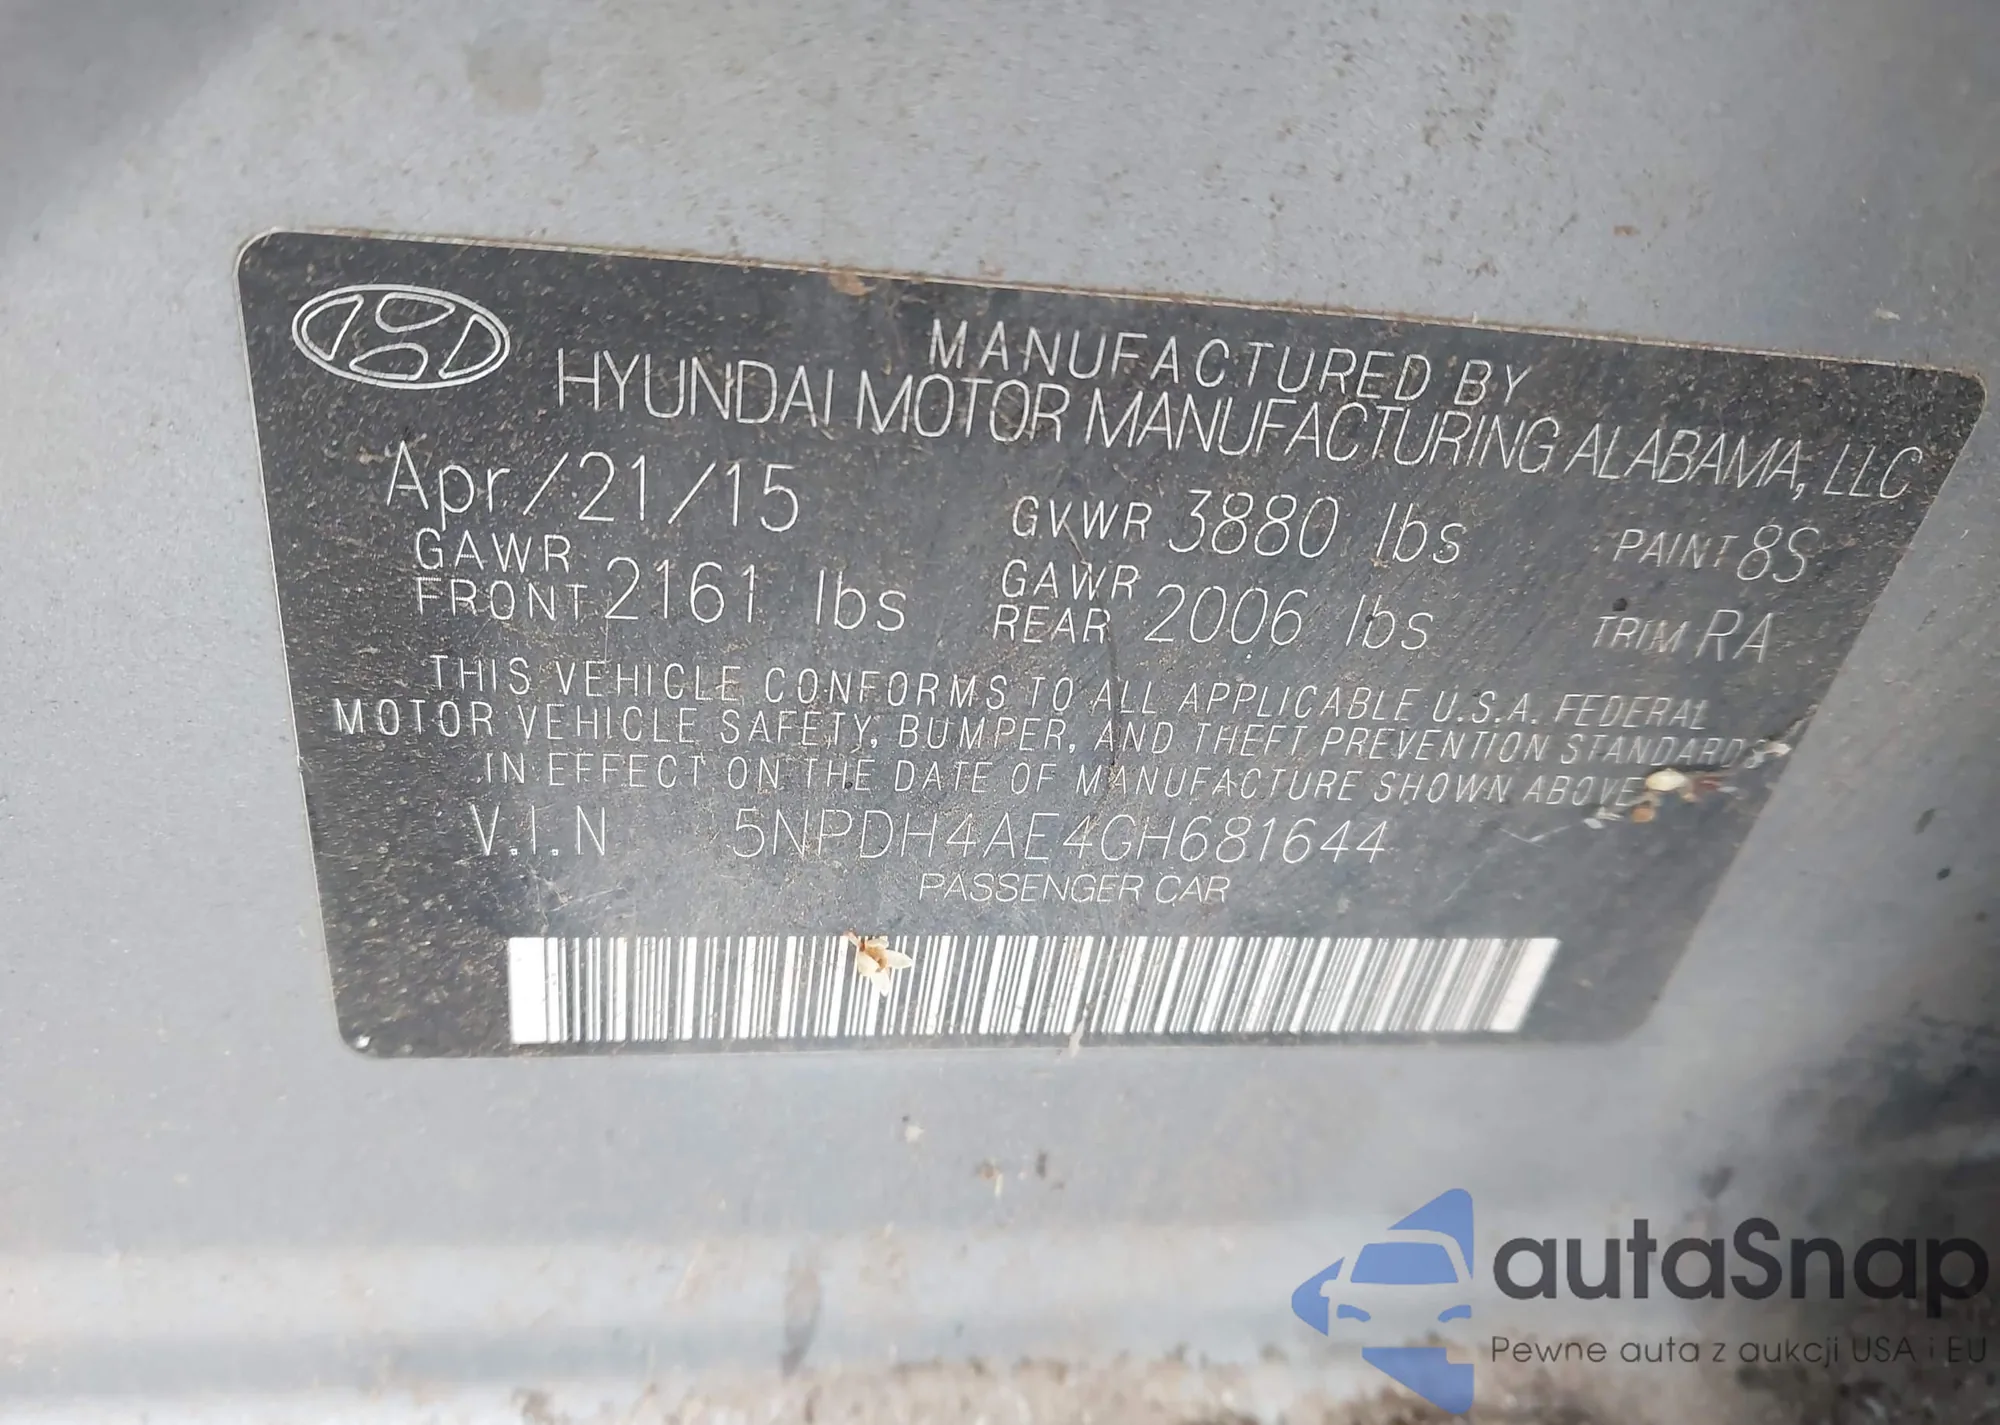 MANUFACTURED BY
HYUNDAI MOTOR MANUFACTURING ALABAMA, LLC
Apr/21/15 GVWR 3880 lbs PAINT 8S
GAWR FRONT 2161 lbs GAWR REAR 2006 lbs TRIM RA
THIS VEHICLE CONFORMS TO ALL APPLICABLE U.S.A. FEDERAL
MOTOR VEHICLE SAFETY, BUMPER, AND THEFT PREVENTION STANDARDS
IN EFFECT ON THE DATE OF MANUFACTURE SHOWN ABOVE
V.I.N 5NPDH4AE4GH681644
PASSENGER CAR
autaSnap
Pewne auta z aukcji USA i EU